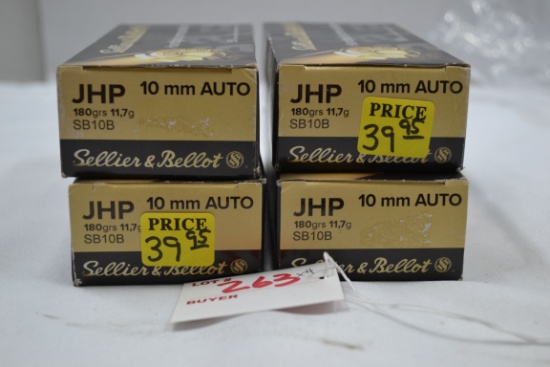 JHP 10 mm AUTO
180grs 11,7g
SB10B
Sellier & Bellot
JHP 10 mm AUTO
180grs 11,7g
SB10B
PRICE
39 95
Sellier & Bellot
JHP 10 mm AUTO
180grs 11,7g
SB10B
PRICE
39 95
Sellier & Bellot
JHP 10 mm AUTO
180grs 11,7g
SB10B
Sellier & Bellot
LOT# 263 x4
BUYER